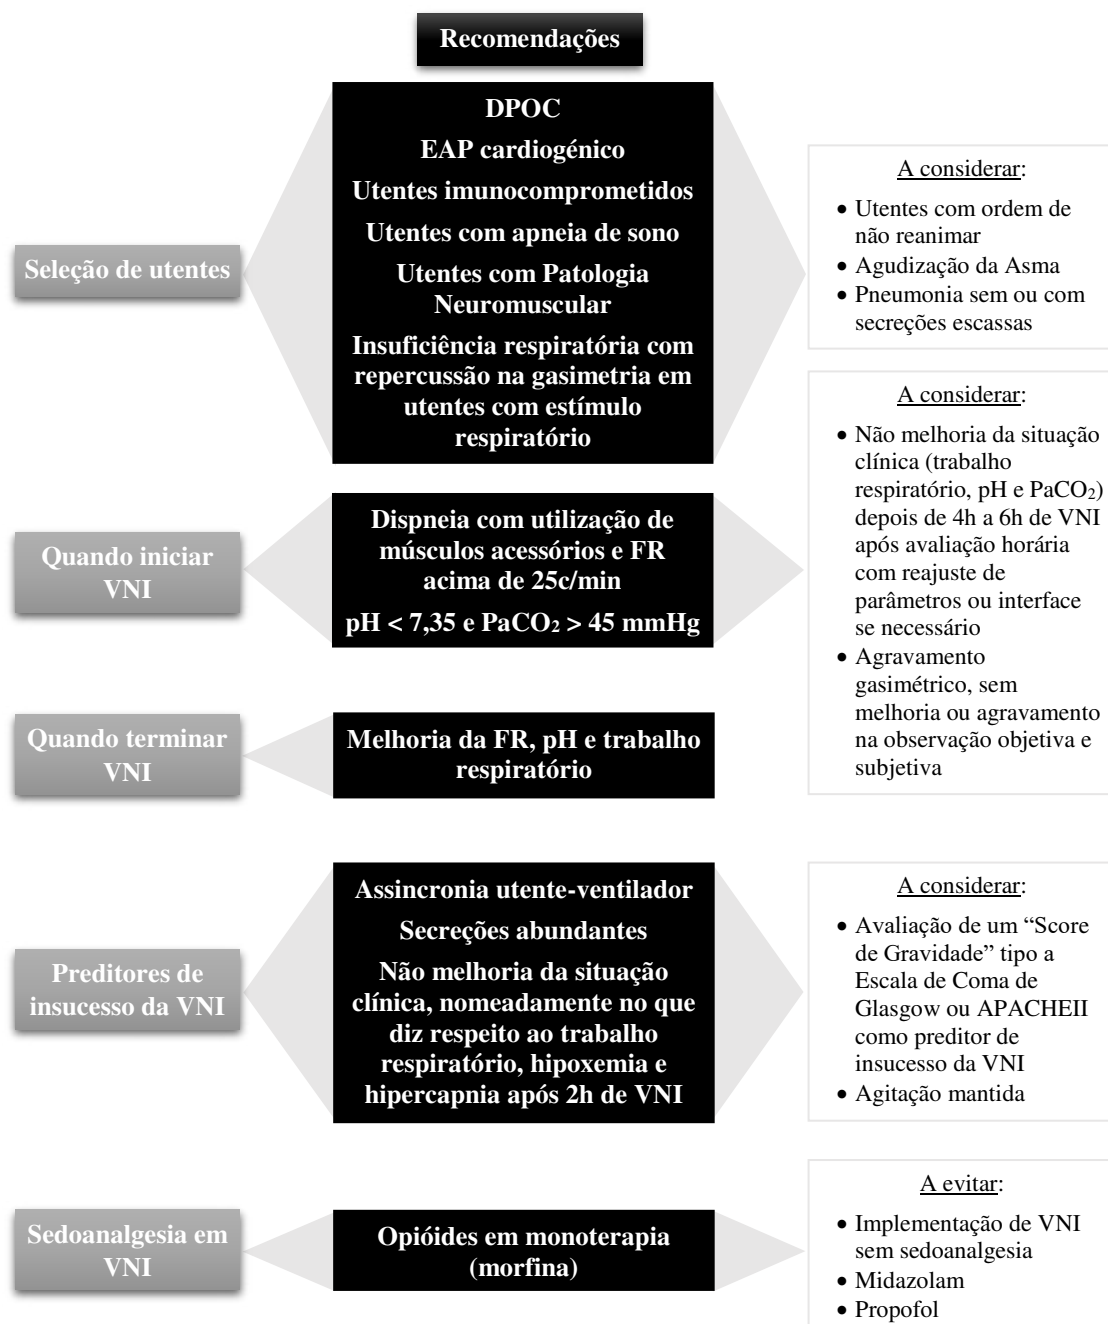 Recomendações
Seleção de utentes
DPOC
EAP cardiogénico
Utentes imunocomprometidos
Utentes com apneia de sono
Utentes com Patologia
Neuromuscular
Insuficiência respiratória com
repercussão na gasimetria em
utentes com estímulo
respiratório
A considerar:
• Utentes com ordem de
não reanimar
• Agudização da Asma
• Pneumonia sem ou com
secreções escassas
Quando iniciar
VNI
Dispneia com utilização de
músculos acessórios e FR
acima de 25c/min
pH < 7,35 e PaCO₂ > 45 mmHg
A considerar:
• Não melhoria da situação
clínica (trabalho
respiratório, pH e PaCO₂)
depois de 4h a 6h de VNI
após avaliação horária
com reajuste de
parâmetros ou interface
se necessário
• Agravamento
gasimétrico, sem
melhoria ou agravamento
na observação objetiva e
subjetiva
Quando terminar
VNI
Melhoria da FR, pH e trabalho
respiratório
Preditores de
insucesso da VNI
Assincronia utente-ventilador
Secreções abundantes
Não melhoria da situação
clínica, nomeadamente no que
diz respeito ao trabalho
respiratório, hipoxemia e
hipercapnia após 2h de VNI
A considerar:
• Avaliação de um “Score
de Gravidade” tipo a
Escala de Coma de
Glasgow ou APACHEII
como preditor de
insucesso da VNI
• Agitação mantida
Sedoanalgesia em
VNI
Opióides em monoterapia
(morfina)
A evitar:
• Implementação de VNI
sem sedoanalgesia
• Midazolam
• Propofol